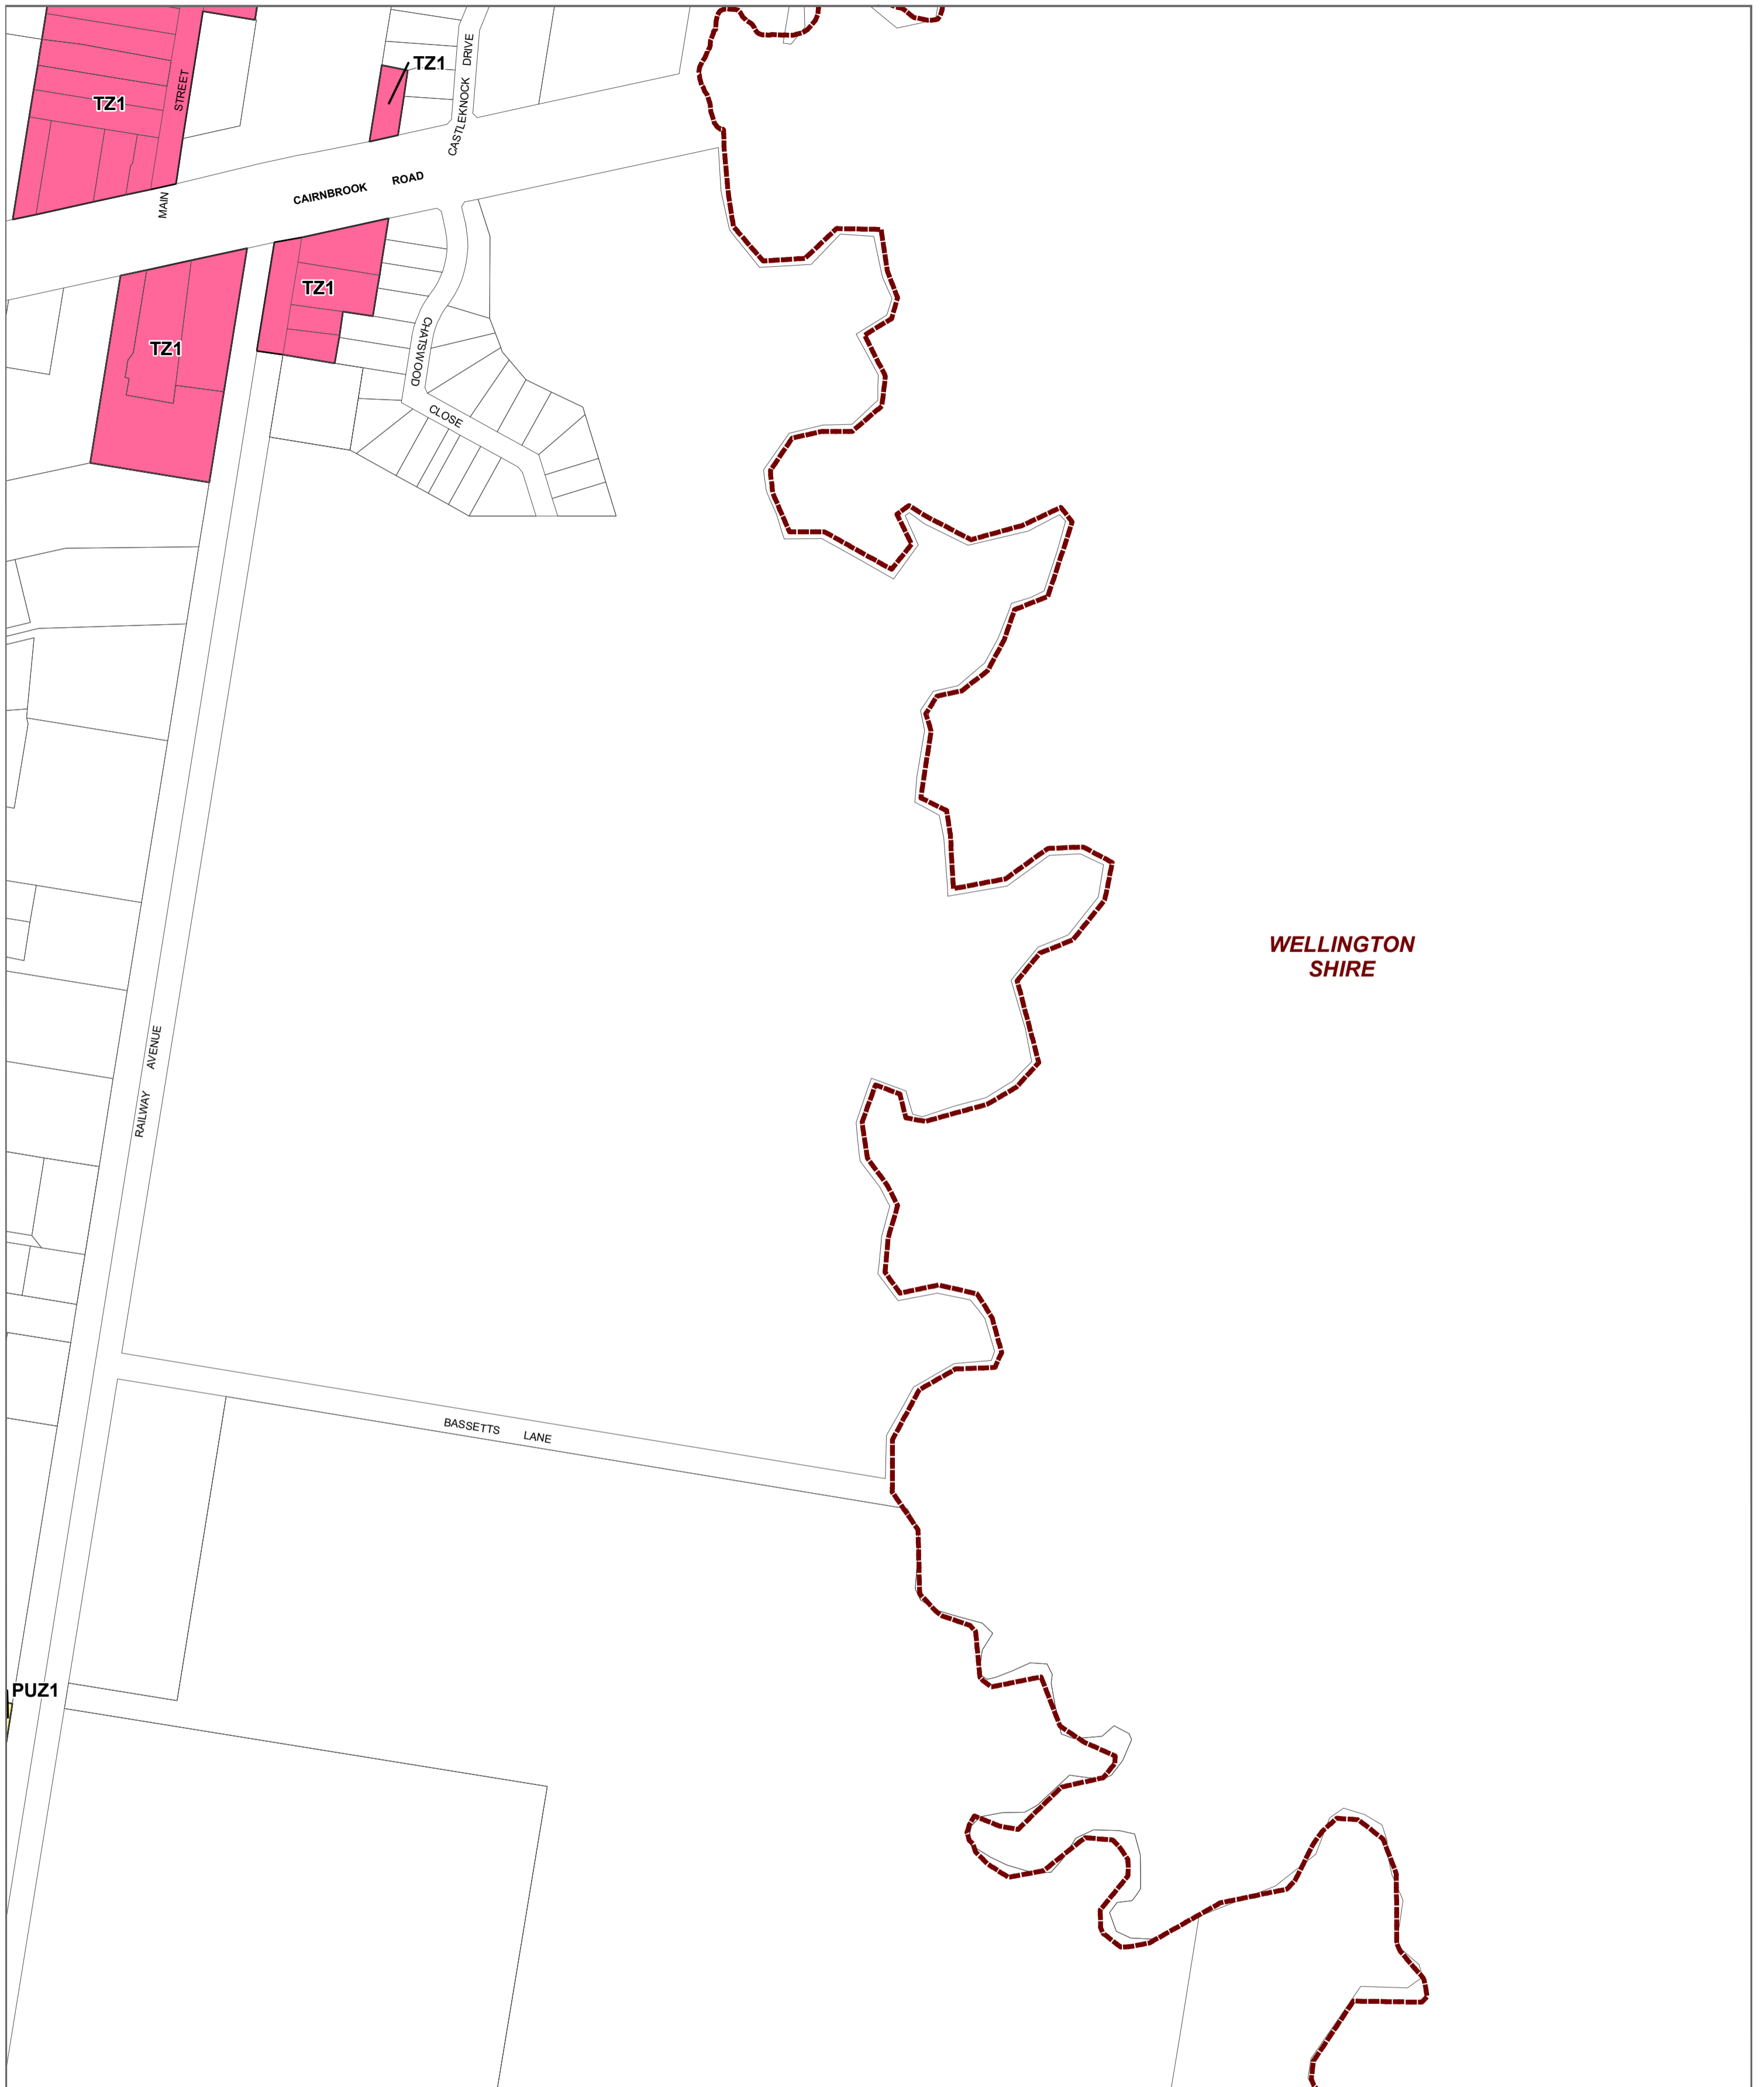 TZ1
TZ1
STREET
CASTLEKNOCK DRIVE
MAIN
CAIRNBROOK ROAD
TZ1
TZ1
CHATSWOOD
CLOSE
WELLINGTON
SHIRE
RAILWAY AVENUE
BASSETTS LANE
PUZ1